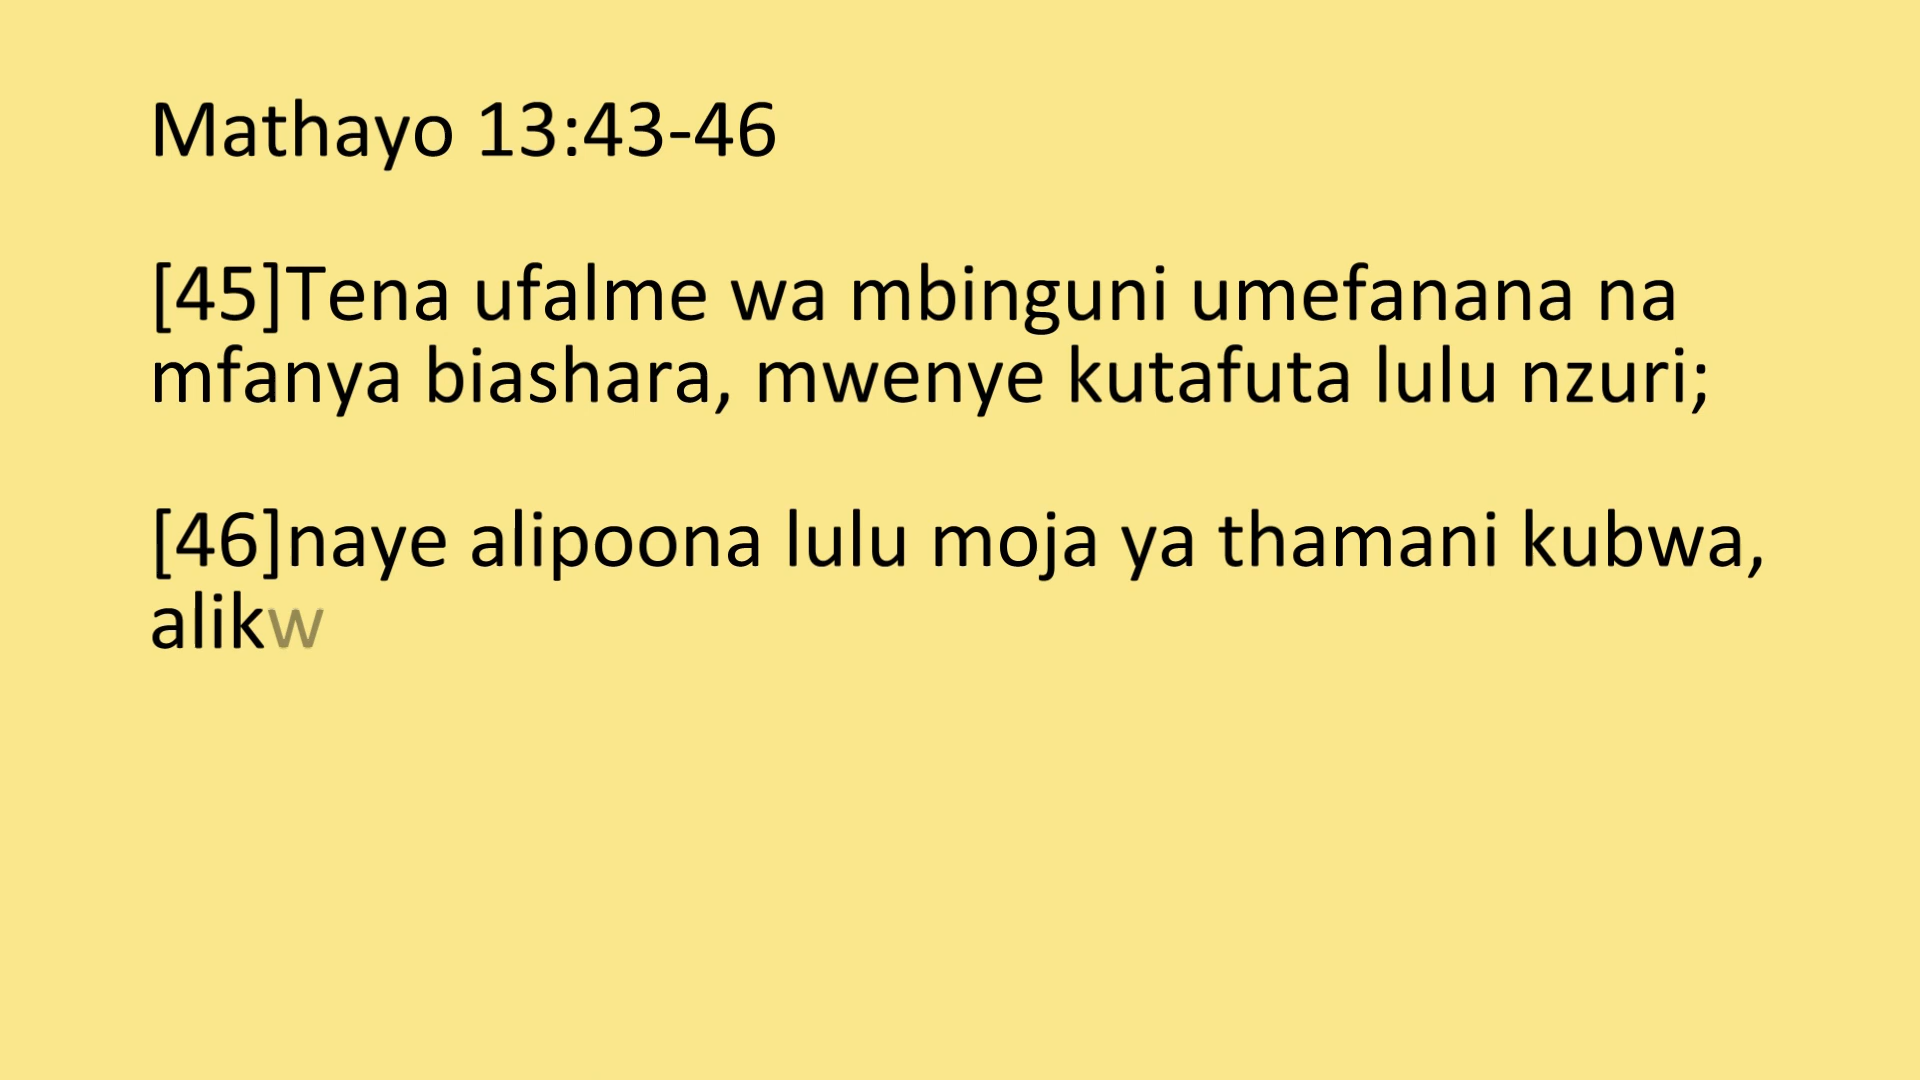 Mathayo 13:43-46
[45]Tena ufalme wa mbinguni umefanana na
mfanya biashara, mwenye kutafuta lulu nzuri;
[46]naye alipoona lulu moja ya thamani kubwa,
alikw